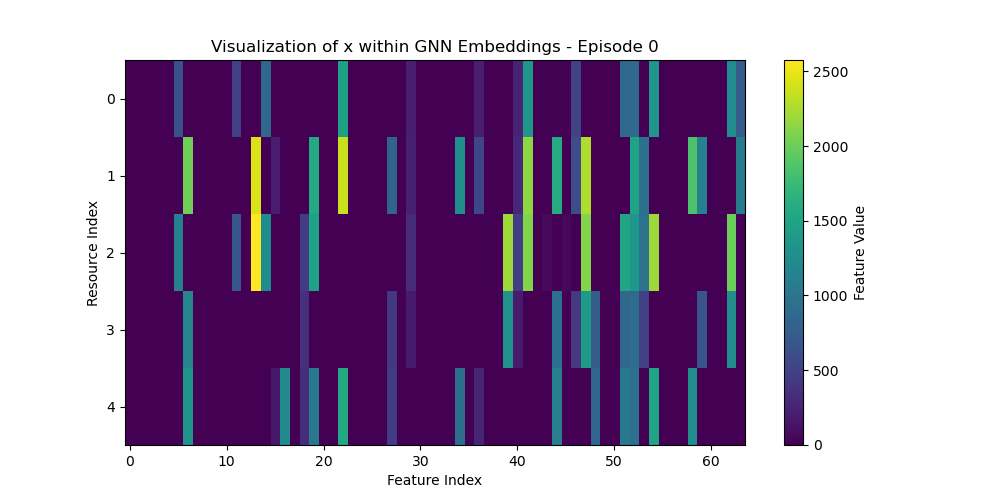 Visualization of x within GNN Embeddings - Episode 0
Resource Index
0
1
2
3
4
0 10 20 30 40 50 60
Feature Index
2500
2000
1500
1000
500
0
Feature Value